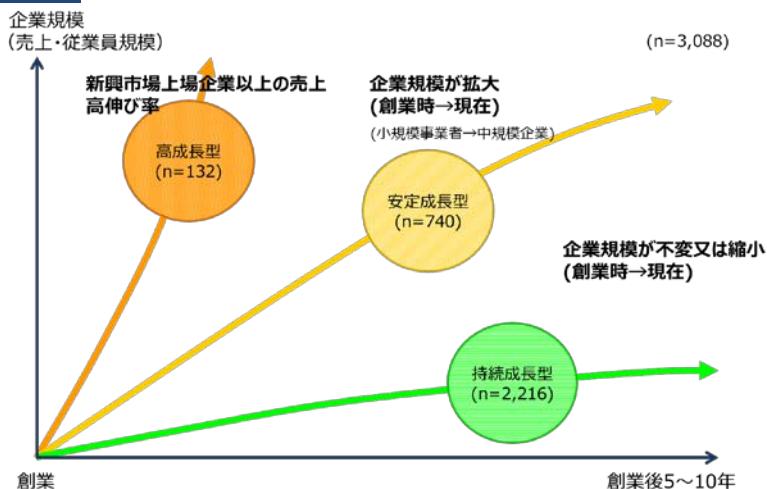 企業規模
（売上・従業員規模）
(n=3,088)
新興市場上場企業以上の売上
高伸び率
高成長型
(n=132)
企業規模が拡大
(創業時→現在)
(小規模事業者→中規模企業)
安定成長型
(n=740)
企業規模が不変又は縮小
(創業時→現在)
持続成長型
(n=2,216)
創業
創業後5～10年